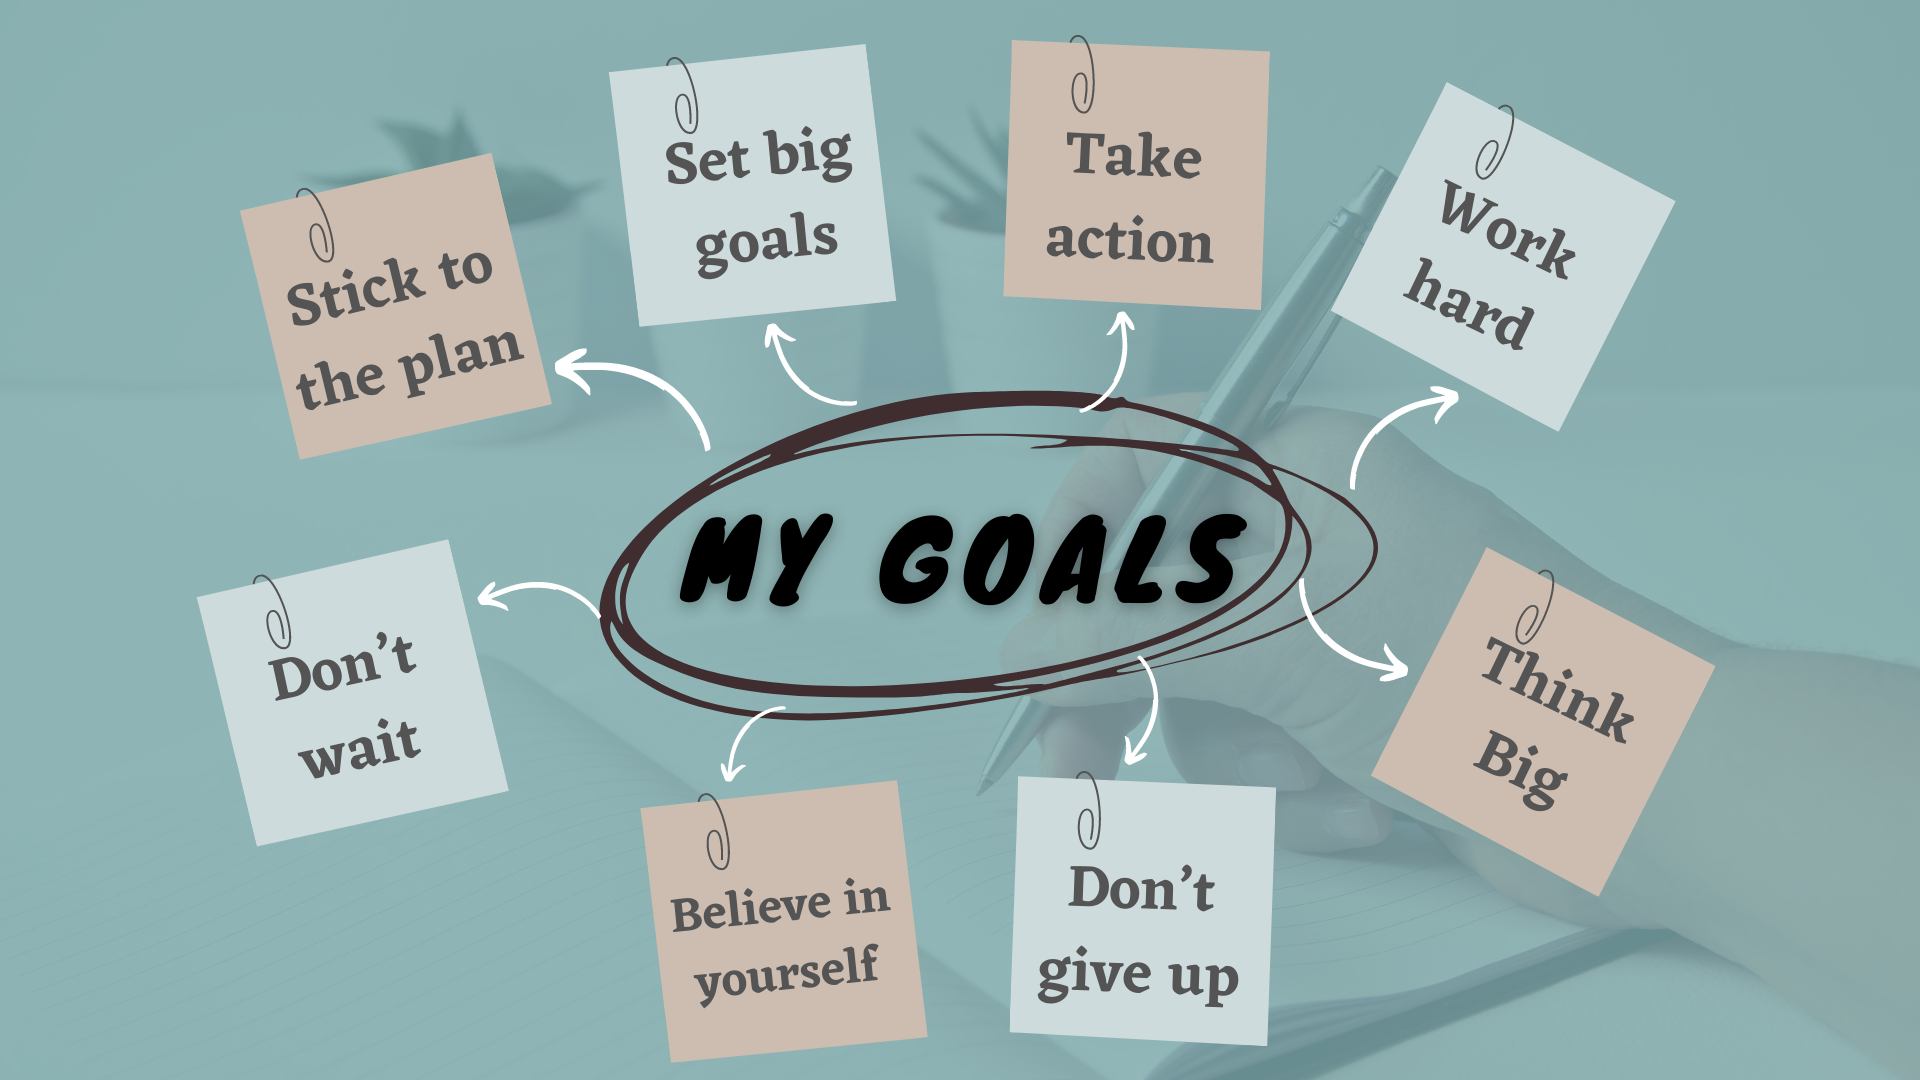 Set big
goals
Take
action
Work
hard
Stick to
the plan
MY GOALS
Don’t
wait
Think
Big
Believe in
yourself
Don’t
give up